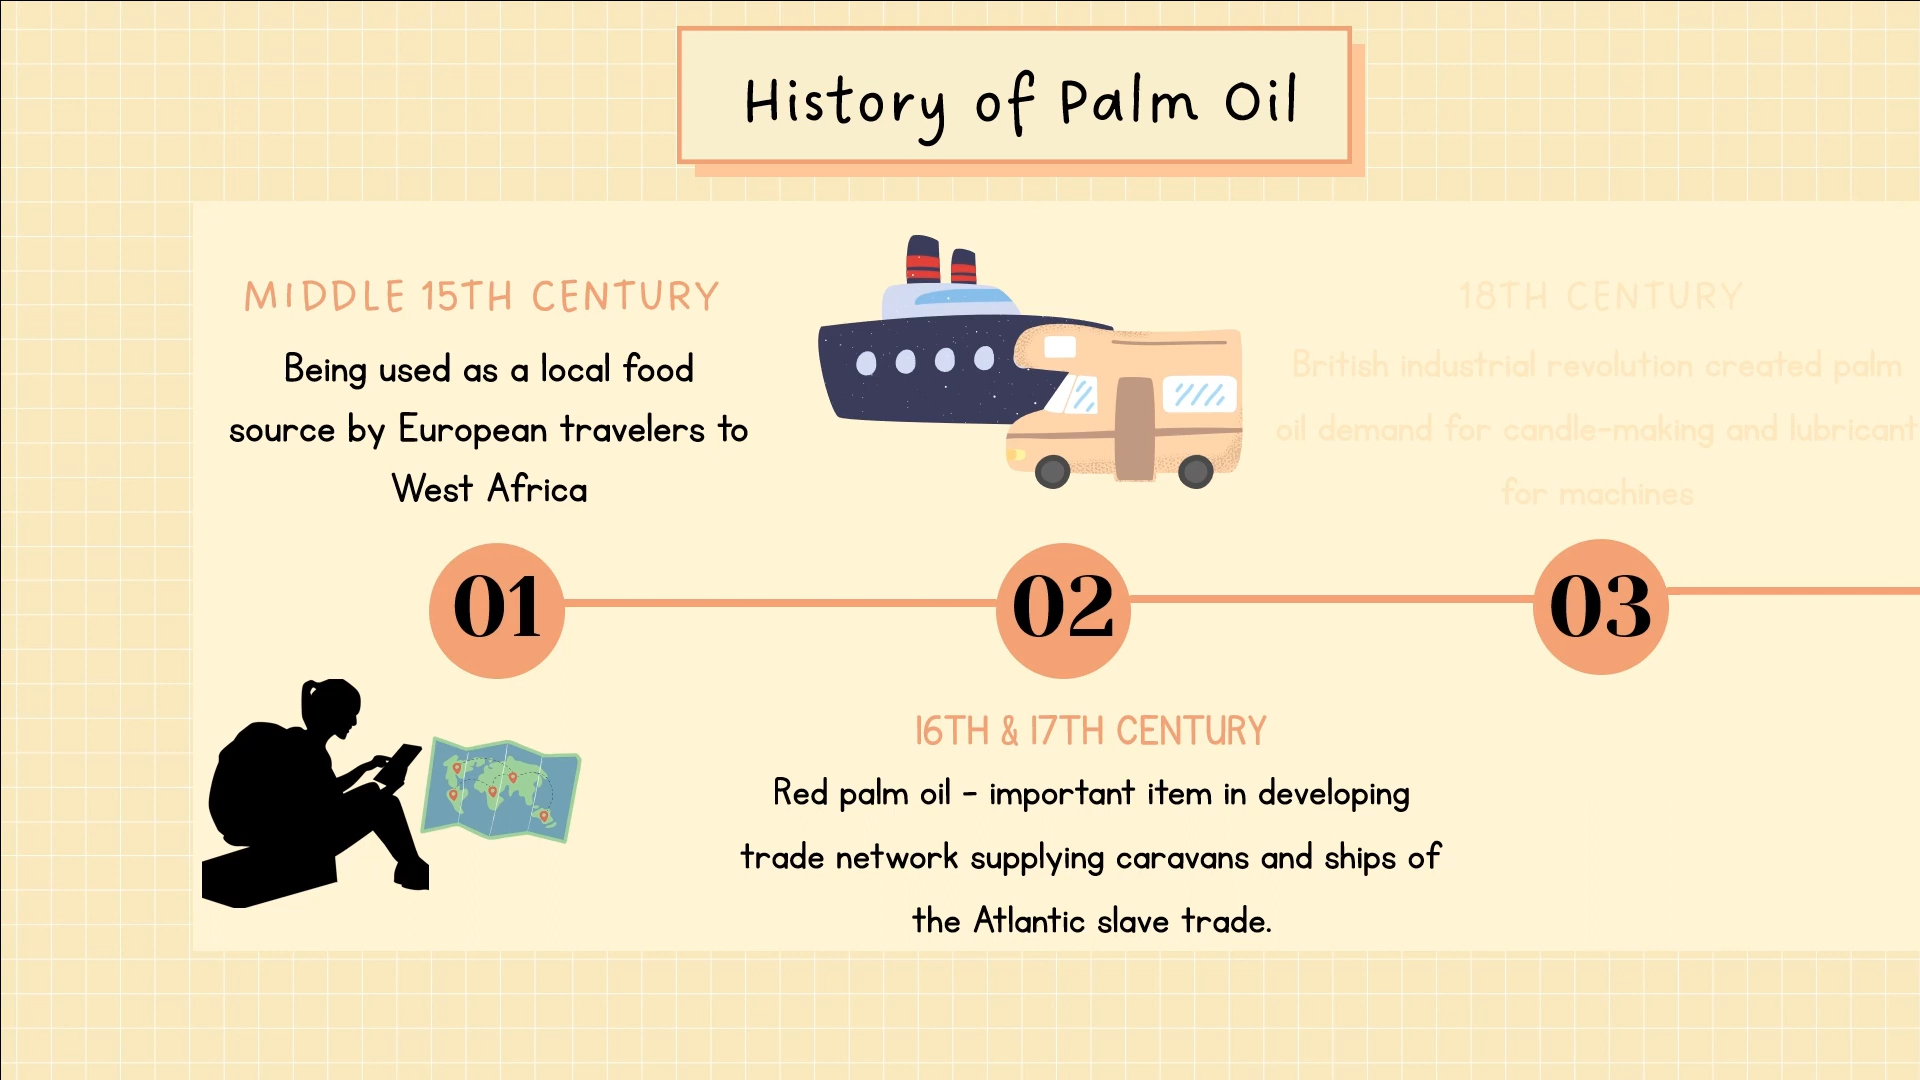 History of Palm Oil
MIDDLE 15TH CENTURY
Being used as a local food
source by European travelers to
West Africa
18TH CENTURY
British industrial revolution created palm
oil demand for candle-making and lubricant
for machines
01
02
03
16TH & 17TH CENTURY
Red palm oil - important item in developing
trade network supplying caravans and ships of
the Atlantic slave trade.